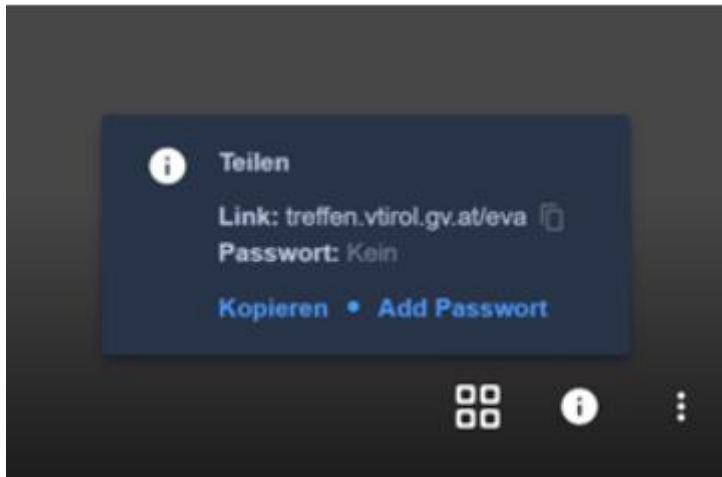 Teilen
Link: treffen.vtirol.gv.at/eva
Passwort: Kein
Kopieren • Add Passwort